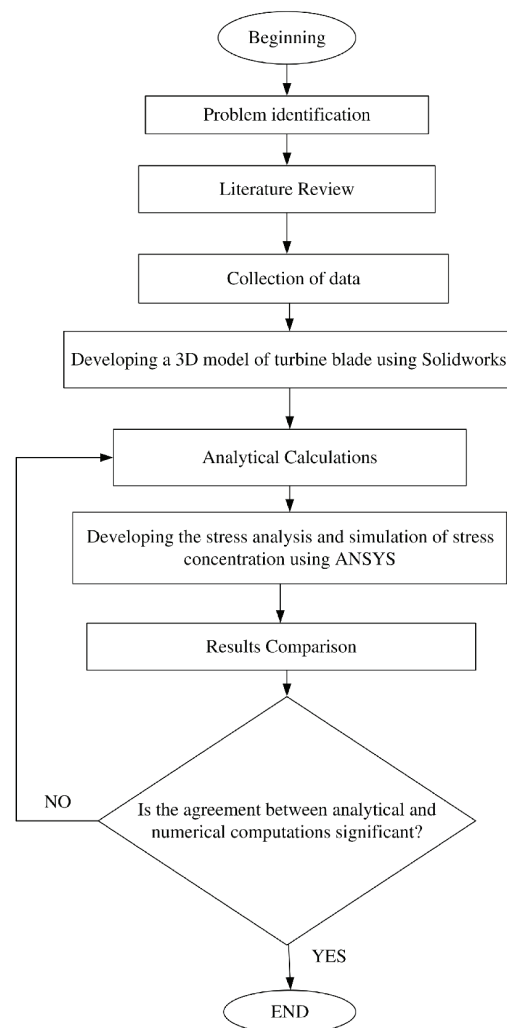 Beginning
Problem identification
Literature Review
Collection of data
Developing a 3D model of turbine blade using Solidworks
Analytical Calculations
Developing the stress analysis and simulation of stress
concentration using ANSYS
Results Comparison
Is the agreement between analytical and
numerical computations significant?
NO
YES
END